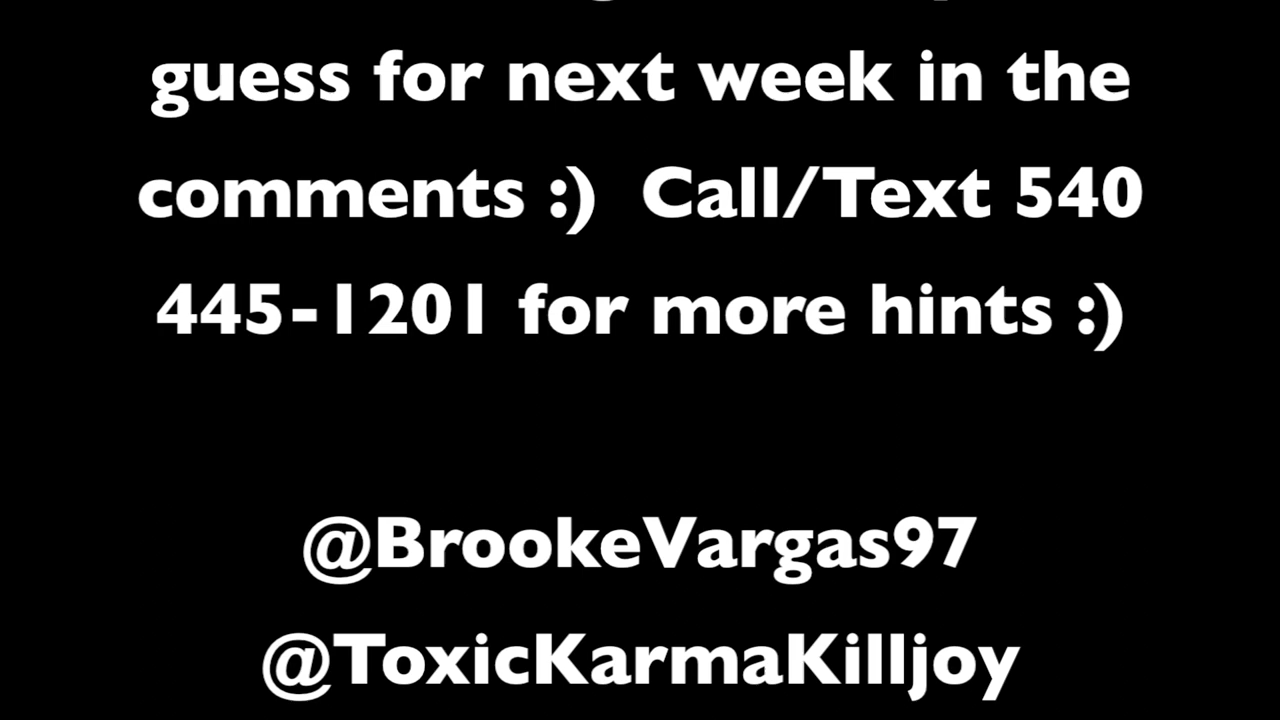 guess for next week in the
comments :)  Call/Text 540
445-1201 for more hints :)
@BrookeVargas97
@ToxicKarmaKilljoy